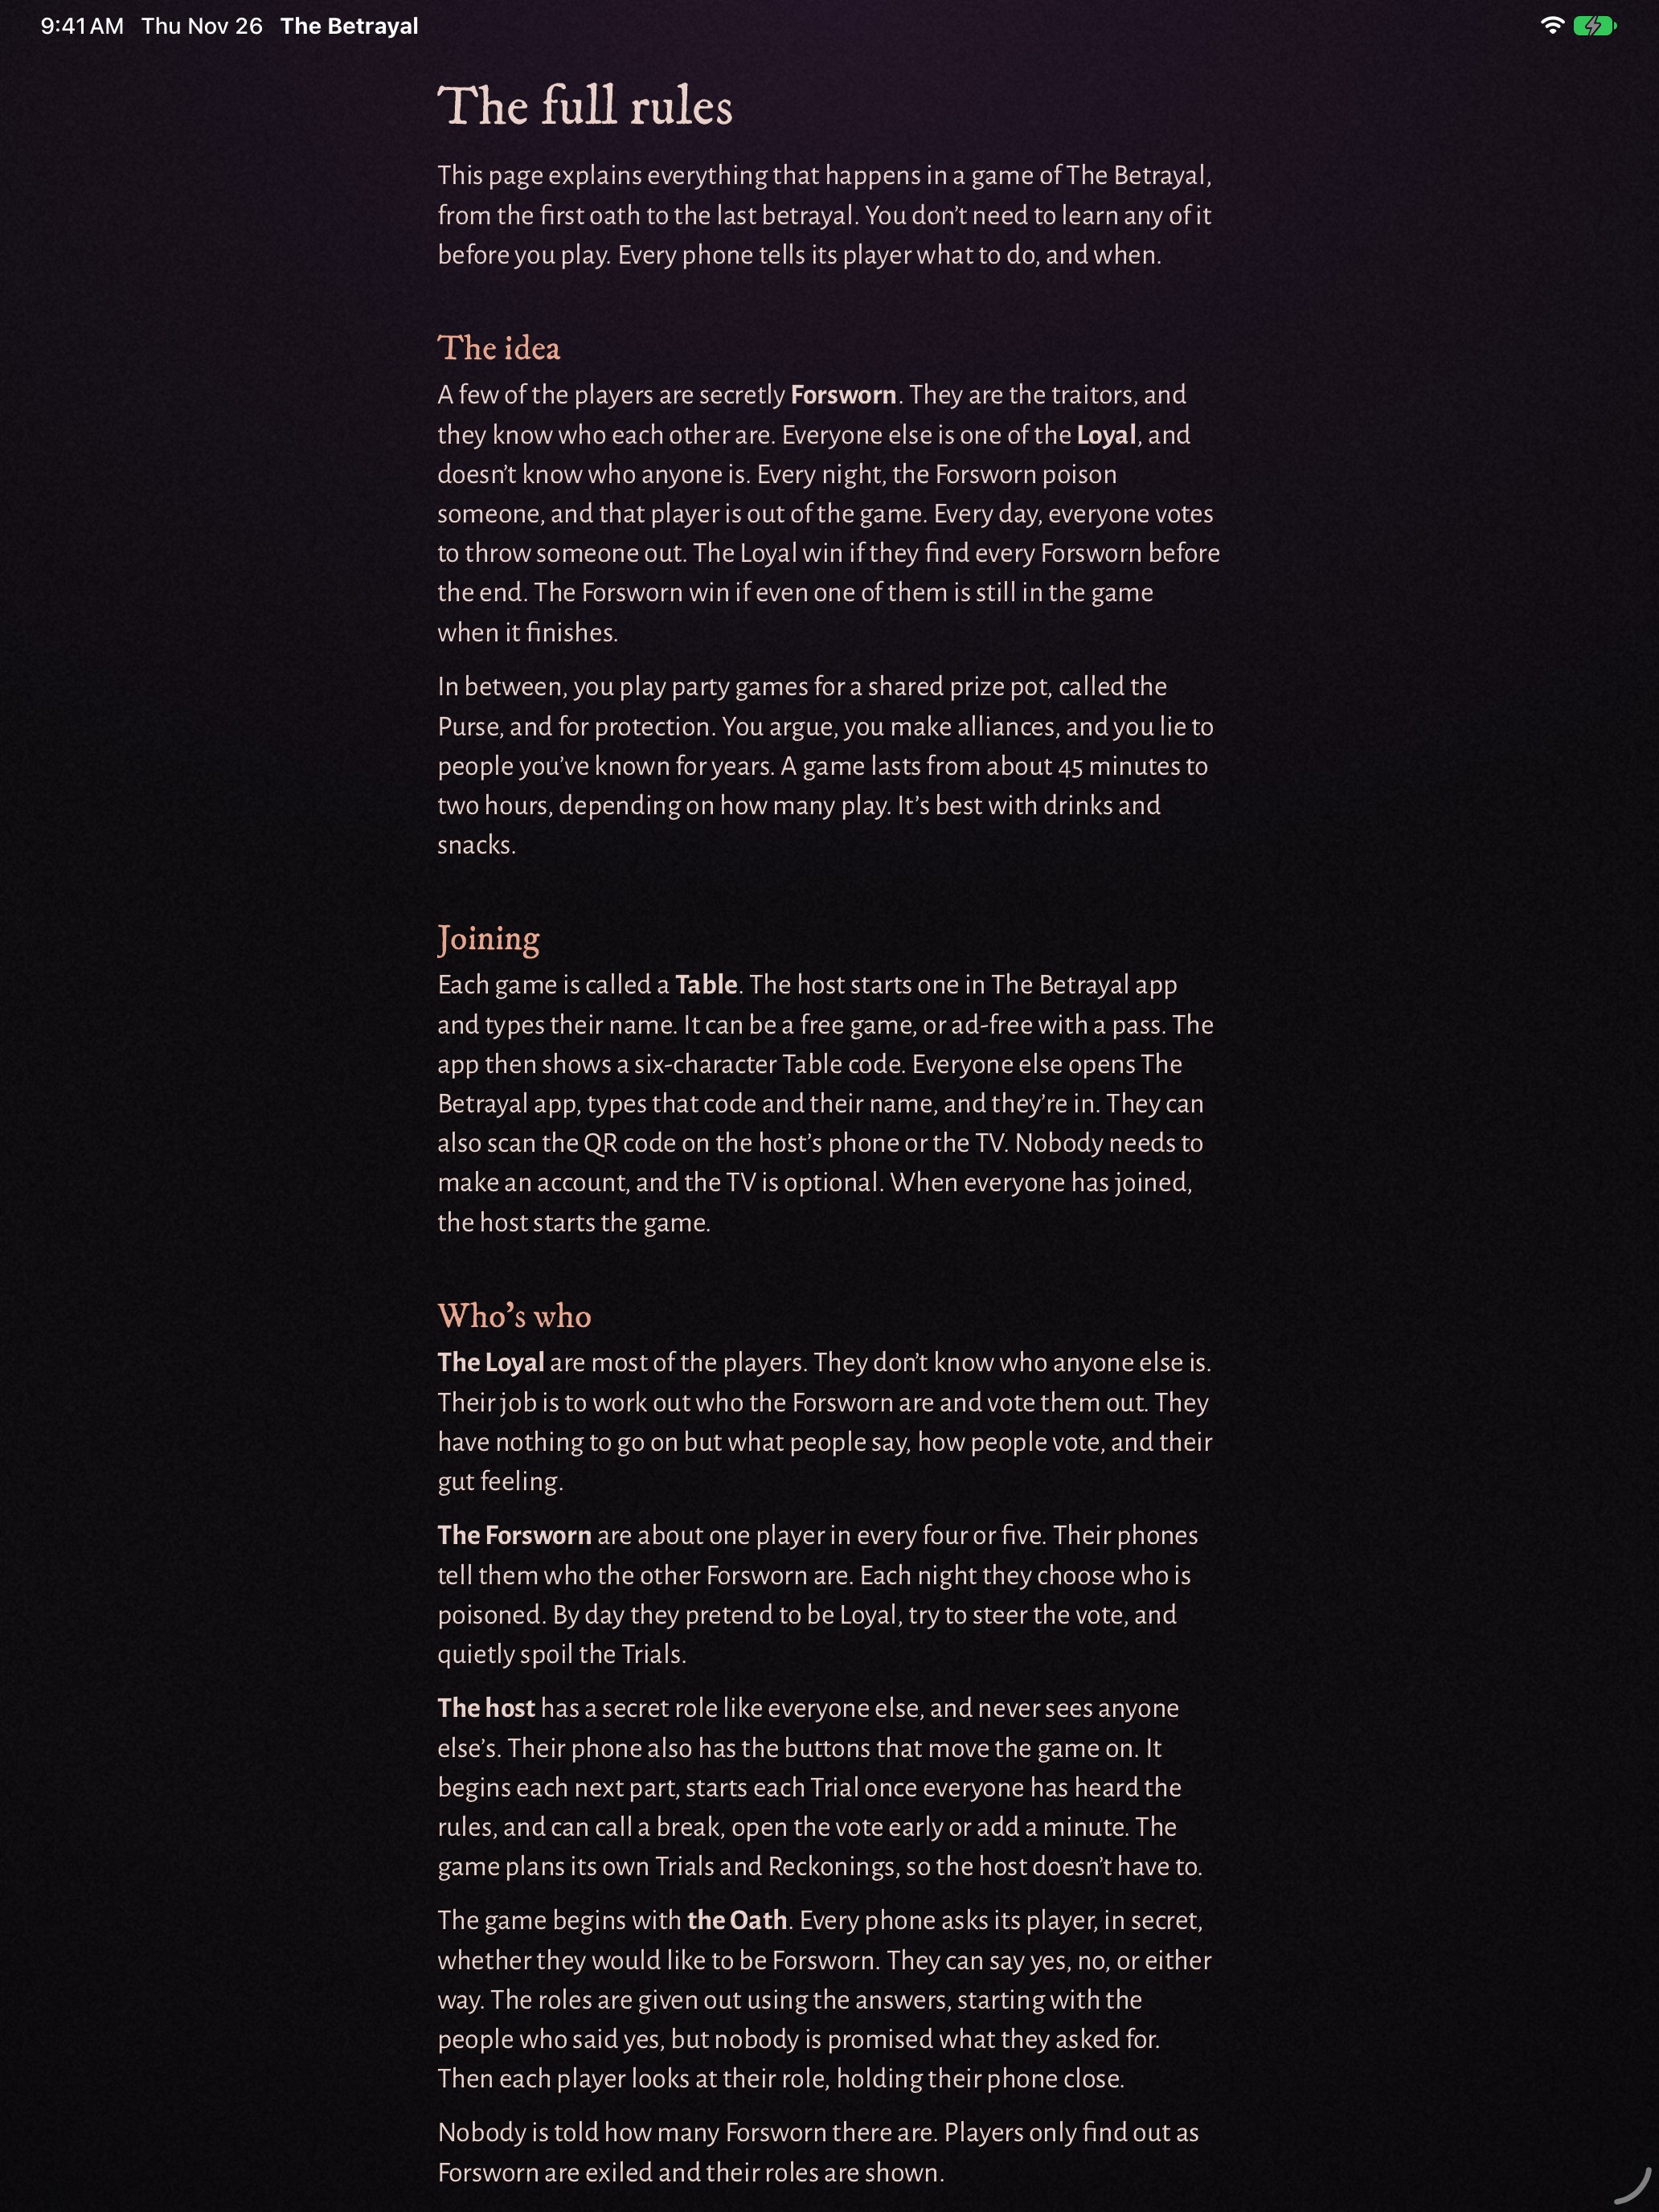 9:41 AM Thu Nov 26 The Betrayal
The full rules
This page explains everything that happens in a game of The Betrayal,
from the first oath to the last betrayal. You don’t need to learn any of it
before you play. Every phone tells its player what to do, and when.
The idea
A few of the players are secretly Forsworn. They are the traitors, and
they know who each other are. Everyone else is one of the Loyal, and
doesn’t know who anyone is. Every night, the Forsworn poison
someone, and that player is out of the game. Every day, everyone votes
to throw someone out. The Loyal win if they find every Forsworn before
the end. The Forsworn win if even one of them is still in the game
when it finishes.
In between, you play party games for a shared prize pot, called the
Purse, and for protection. You argue, you make alliances, and you lie to
people you’ve known for years. A game lasts from about 45 minutes to
two hours, depending on how many play. It’s best with drinks and
snacks.
Joining
Each game is called a Table. The host starts one in The Betrayal app
and types their name. It can be a free game, or ad-free with a pass. The
app then shows a six-character Table code. Everyone else opens The
Betrayal app, types that code and their name, and they’re in. They can
also scan the QR code on the host’s phone or the TV. Nobody needs to
make an account, and the TV is optional. When everyone has joined,
the host starts the game.
Who’s who
The Loyal are most of the players. They don’t know who anyone else is.
Their job is to work out who the Forsworn are and vote them out. They
have nothing to go on but what people say, how people vote, and their
gut feeling.
The Forsworn are about one player in every four or five. Their phones
tell them who the other Forsworn are. Each night they choose who is
poisoned. By day they pretend to be Loyal, try to steer the vote, and
quietly spoil the Trials.
The host has a secret role like everyone else, and never sees anyone
else’s. Their phone also has the buttons that move the game on. It
begins each next part, starts each Trial once everyone has heard the
rules, and can call a break, open the vote early or add a minute. The
game plans its own Trials and Reckonings, so the host doesn’t have to.
The game begins with the Oath. Every phone asks its player, in secret,
whether they would like to be Forsworn. They can say yes, no, or either
way. The roles are given out using the answers, starting with the
people who said yes, but nobody is promised what they asked for.
Then each player looks at their role, holding their phone close.
Nobody is told how many Forsworn there are. Players only find out as
Forsworn are exiled and their roles are shown.